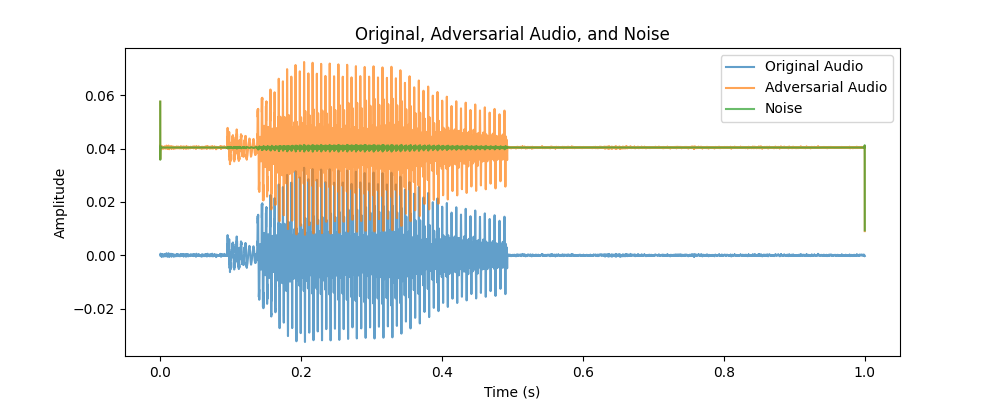 Original, Adversarial Audio, and Noise
Original Audio
Adversarial Audio
Noise
Amplitude
0.06
0.04
0.02
0.00
−0.02
0.0
0.2
0.4
0.6
0.8
1.0
Time (s)